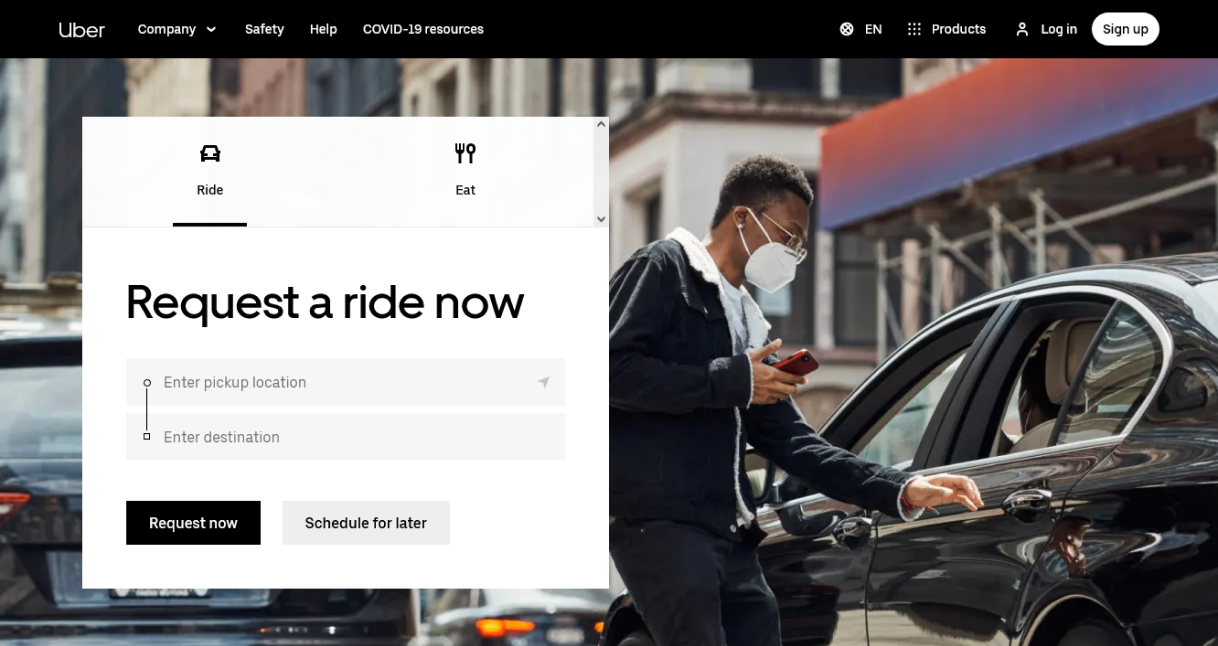 Uber Company Safety Help COVID-19 resources EN Products Log in Sign up
Ride Eat
Request a ride now
Enter pickup location
Enter destination
Request now Schedule for later